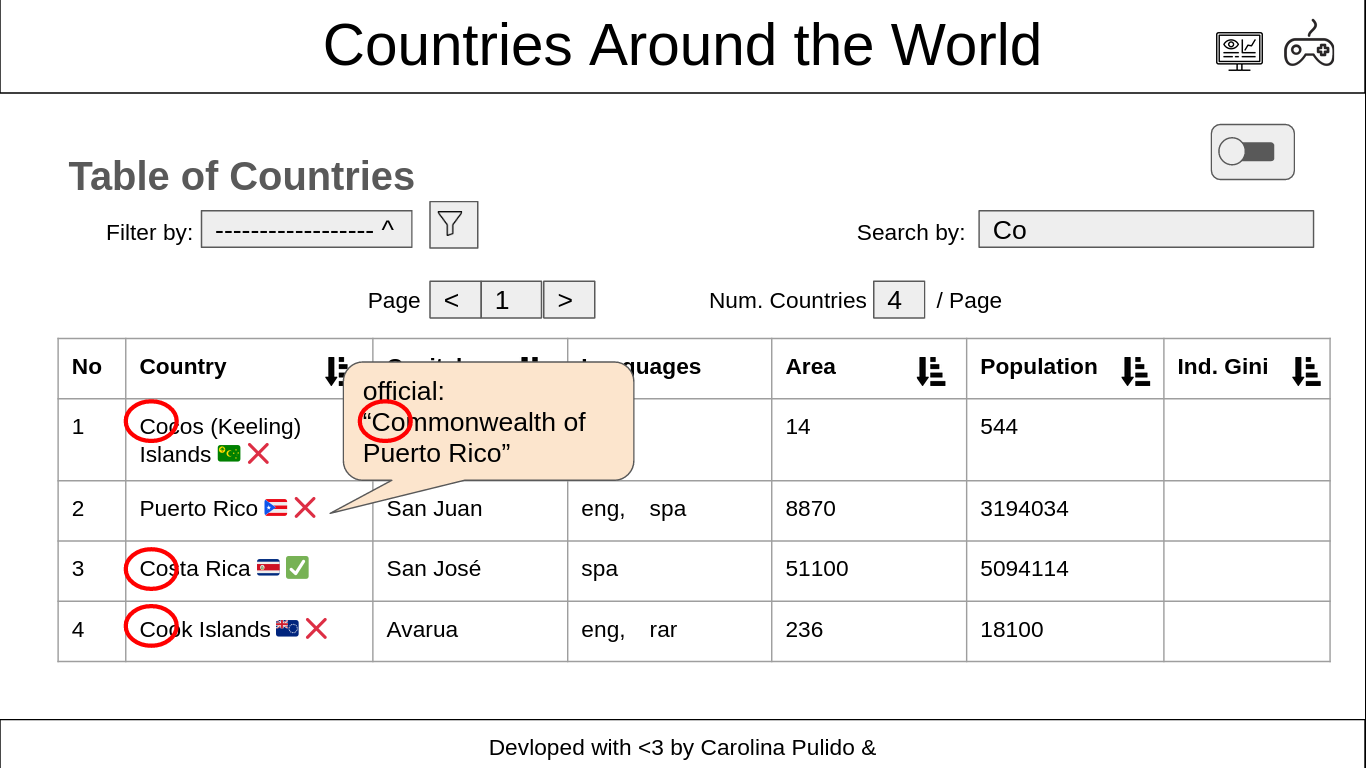 Countries Around the World
Table of Countries
Filter by: ------------------ ^
Search by: Co
Page < 1 >
Num. Countries 4 / Page
No Country guages Area Population Ind. Gini
official:
“Commonwealth of
Puerto Rico”
1 Cocos (Keeling) 14 544
Islands
2 Puerto Rico San Juan eng, spa 8870 3194034
3 Costa Rica San José spa 51100 5094114
4 Cook Islands Avarua eng, rar 236 18100
Devloped with <3 by Carolina Pulido &